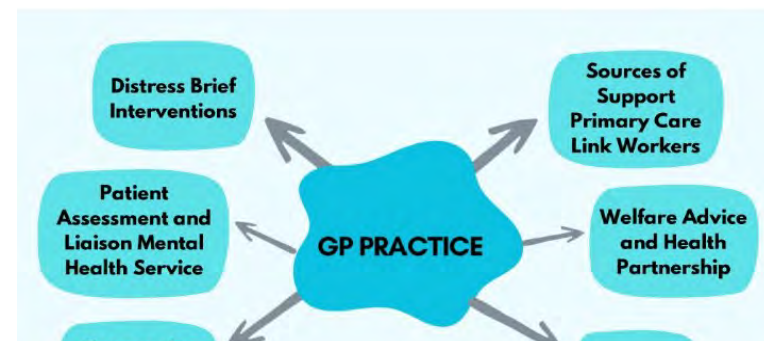 Distress Brief
Interventions
Sources of
Support
Primary Care
Link Workers
Patient
Assessment and
Liaison Mental
Health Service
GP PRACTICE
Welfare Advice
and Health
Partnership